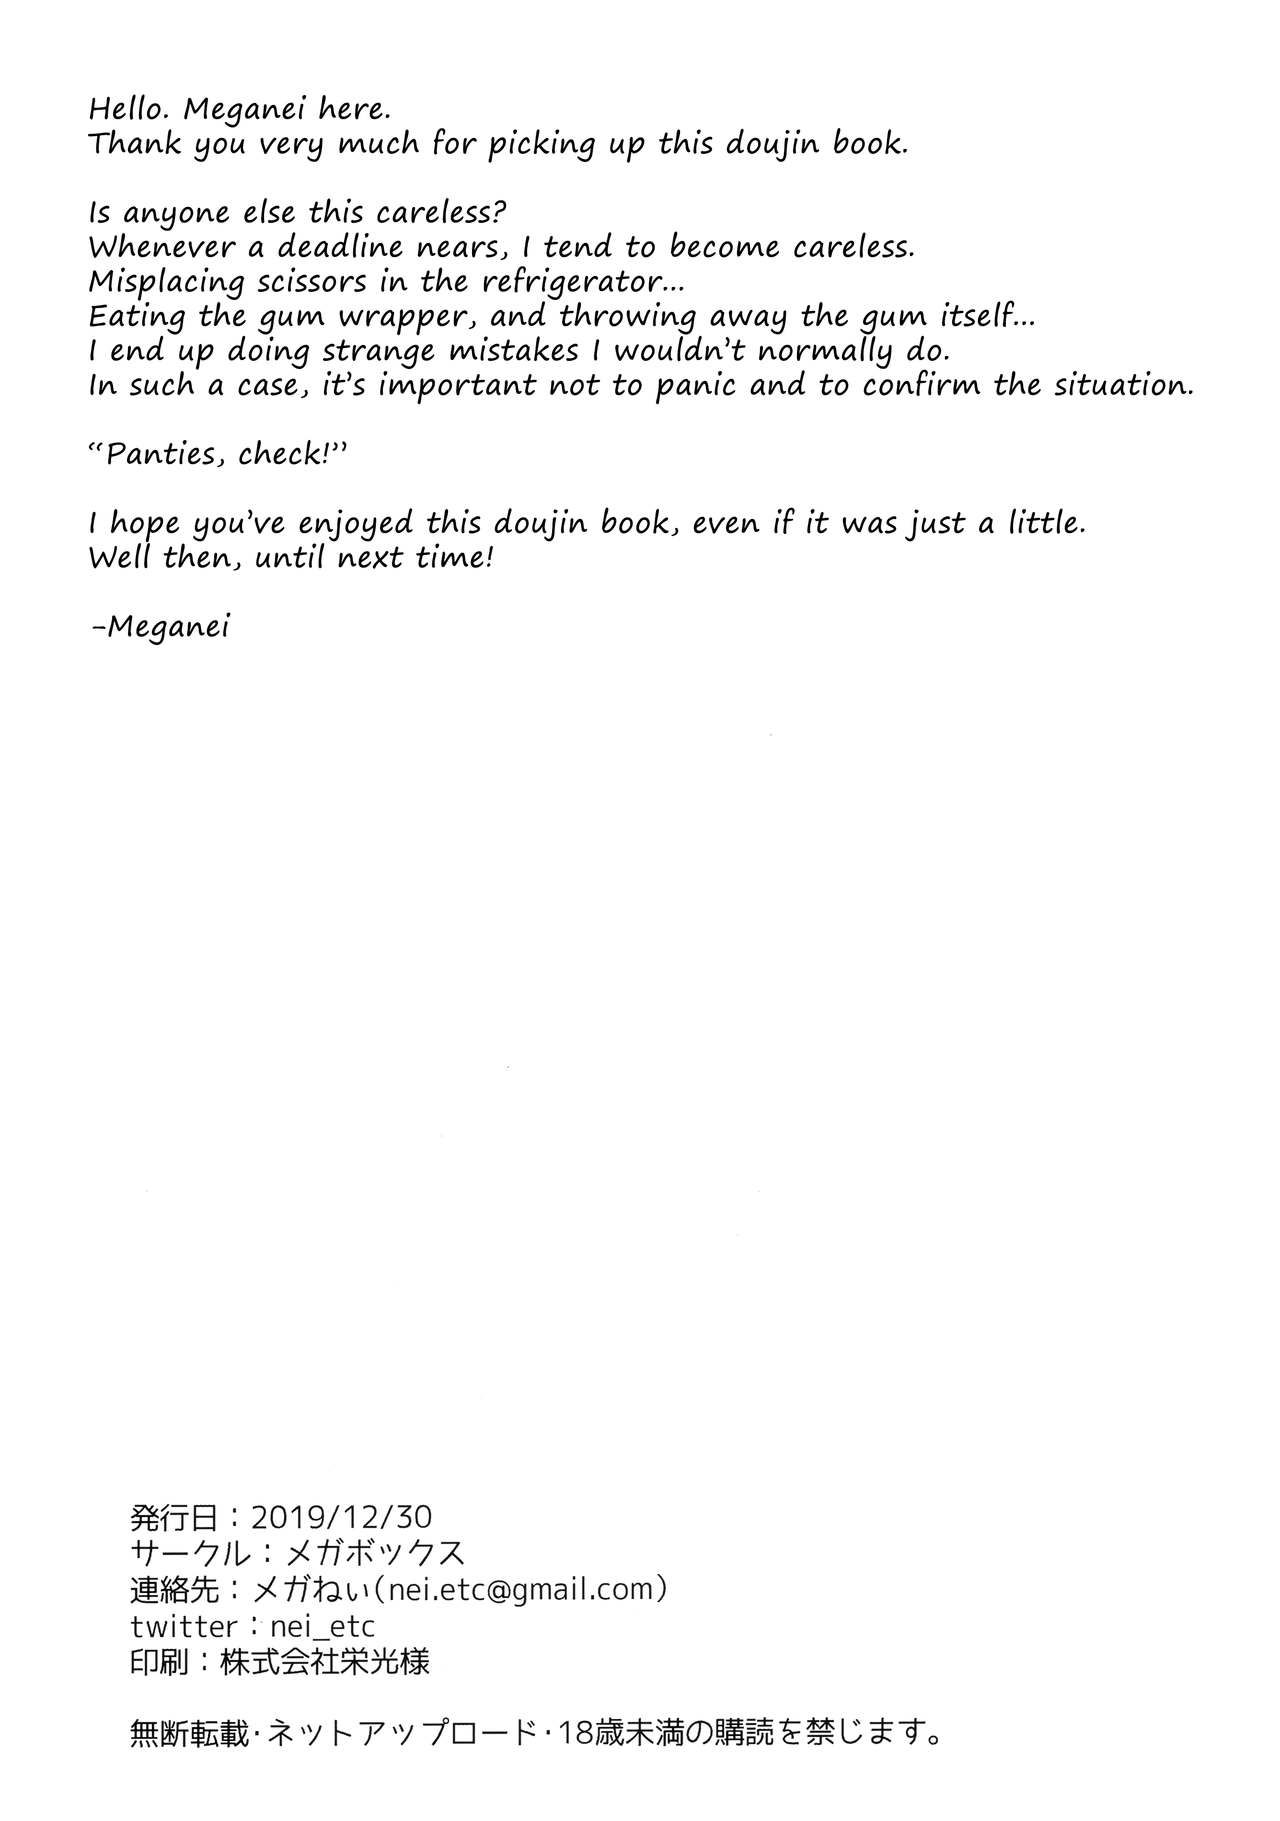 Hello. Meganei here.
Thank you very much for picking up this doujin book.
Is anyone else this careless?
Whenever a deadline nears, I tend to become careless.
Misplacing scissors in the refrigerator...
Eating the gum wrapper, and throwing away the gum itself...
I end up doing strange mistakes I wouldn't normally do.
In such a case, it's important not to panic and to confirm the situation.
“Panties, check!”
I hope you've enjoyed this doujin book, even if it was just a little.
Well then, until next time!
-Meganei
発行日：2019/12/30
サークル：メガボックス
連絡先：メガねぃ(nei.etc@gmail.com)
twitter：nei_etc
印刷：株式会社栄光様
無断転載･ネットアップロード･18歳未満の購読を禁じます。